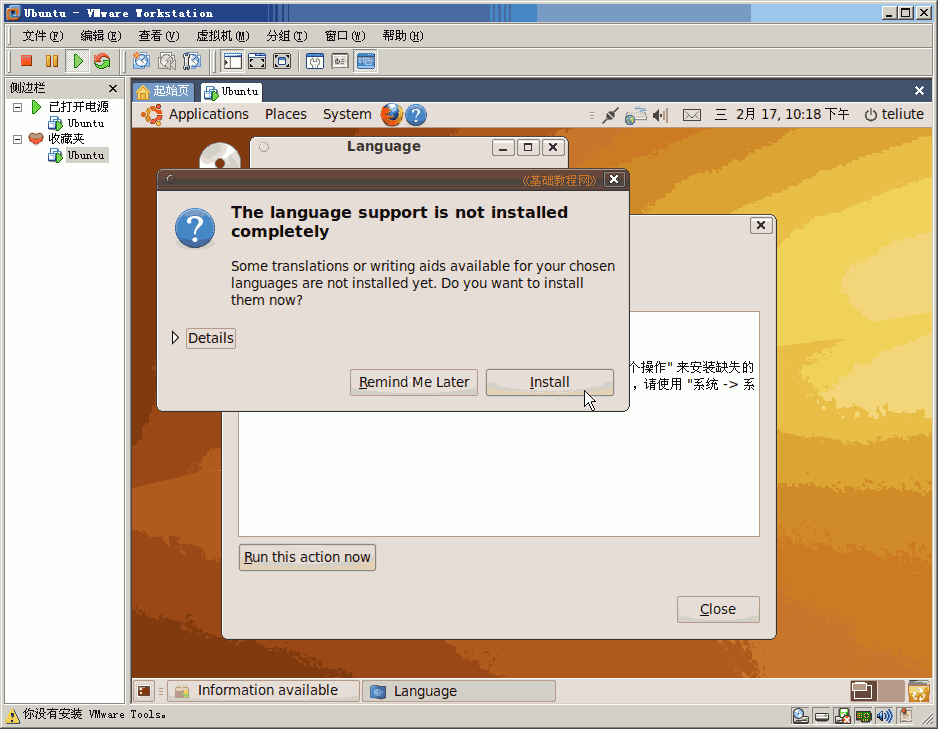 Ubuntu - VMware Workstation
文件(F) 编辑(E) 查看(V) 虚拟机(M) 分组(T) 窗口(W) 帮助(H)
侧边栏
已打开电源
Ubuntu
收藏夹
Ubuntu
起始页 Ubuntu
Applications Places System 三 2月 17, 10:18 下午 teliute
Language
《基础教程网》
The language support is not installed
completely
Some translations or writing aids available for your chosen
languages are not installed yet. Do you want to install
them now?
Details
Remind Me Later Install
个操作" 来安装缺失的
，请使用 "系统 -> 系
Run this action now
Close
Information available Language
你没有安装 VMware Tools。